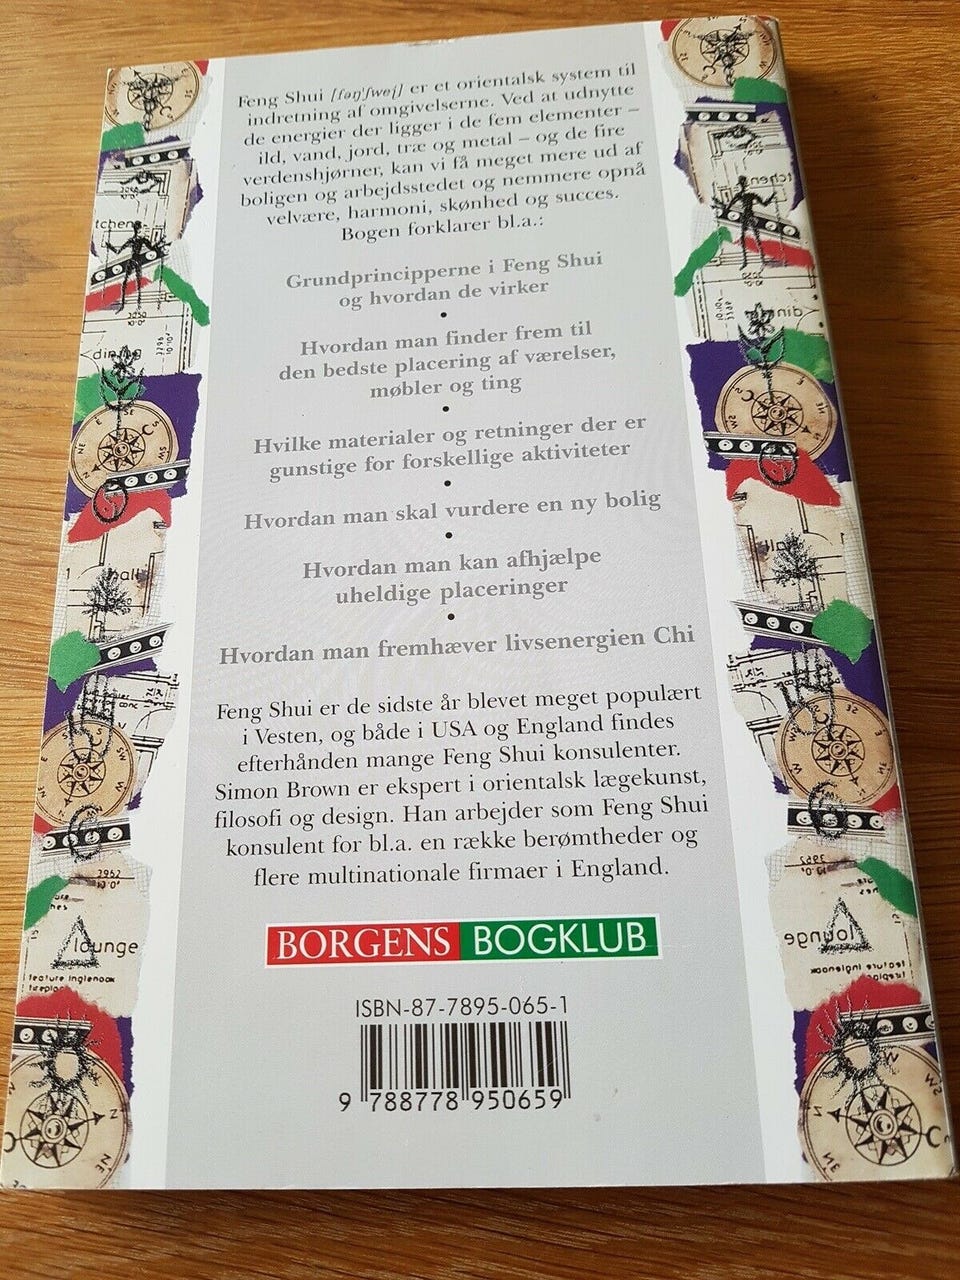 Feng Shui [fəŋ'ʃwei] er et orientalsk system til
indretning af omgivelserne. Ved at udnytte
de energier der ligger i de fem elementer –
ild, vand, jord, træ og metal – og de fire
verdenshjørner, kan vi få meget mere ud af
boligen og arbejdsstedet og nemmere opnå
velvære, harmoni, skønhed og succes.
Bogen forklarer bl.a.:
Grundprincipperne i Feng Shui
og hvordan de virker
•
Hvordan man finder frem til
den bedste placering af værelser,
møbler og ting
•
Hvilke materialer og retninger der er
gunstige for forskellige aktiviteter
•
Hvordan man skal vurdere en ny bolig
•
Hvordan man kan afhjælpe
uheldige placeringer
•
Hvordan man fremhæver livsenergien Chi
Feng Shui er de sidste år blevet meget populært
i Vesten, og både i USA og England findes
efterhånden mange Feng Shui konsulenter.
Simon Brown er ekspert i orientalsk lægekunst,
filosofi og design. Han arbejder som Feng Shui
konsulent for bl.a. en række berømtheder og
flere multinationale firmaer i England.
BORGENS BOGKLUB
ISBN-87-7895-065-1
9 788778 950659
tchen
dining
hall
lounge
feature inglenook